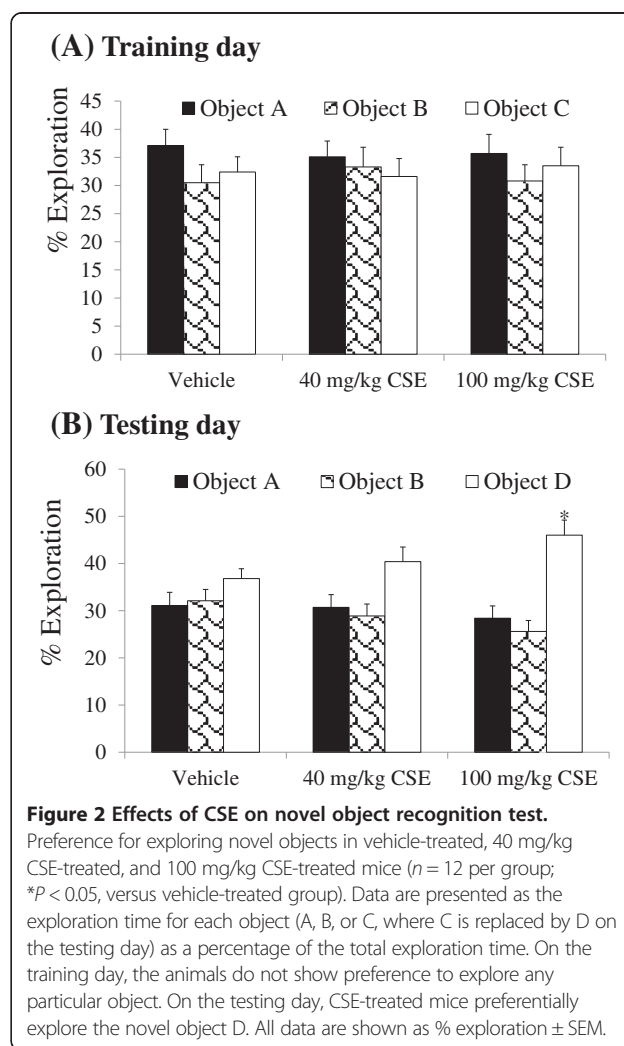 (A) Training day
% Exploration
45
40
35
30
25
20
15
10
5
0
Object A Object B Object C
Vehicle 40 mg/kg CSE 100 mg/kg CSE
(B) Testing day
% Exploration
60
50
40
30
20
10
0
Object A Object B Object D
*
Vehicle 40 mg/kg CSE 100 mg/kg CSE
Figure 2 Effects of CSE on novel object recognition test.
Preference for exploring novel objects in vehicle-treated, 40 mg/kg
CSE-treated, and 100 mg/kg CSE-treated mice (n = 12 per group;
*P < 0.05, versus vehicle-treated group). Data are presented as the
exploration time for each object (A, B, or C, where C is replaced by D on
the testing day) as a percentage of the total exploration time. On the
training day, the animals do not show preference to explore any
particular object. On the testing day, CSE-treated mice preferentially
explore the novel object D. All data are shown as % exploration ± SEM.